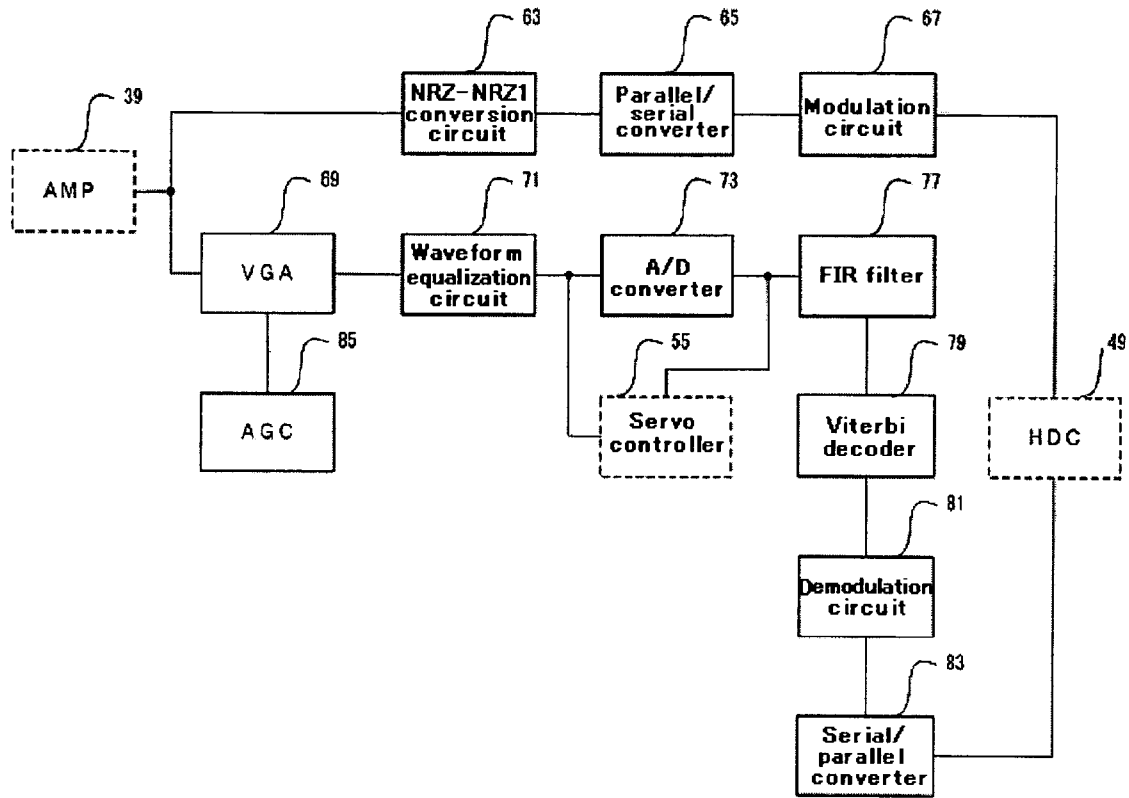 63
65
67
39
NRZ-NRZ1
conversion
circuit
Parallel/
serial
converter
Modulation
circuit
AMP
69
71
73
77
VGA
Waveform
equalization
circuit
A/D
converter
FIR filter
85
55
79
49
AGC
Servo
controller
Viterbi
decoder
HDC
81
Demodulation
circuit
83
Serial/
parallel
converter